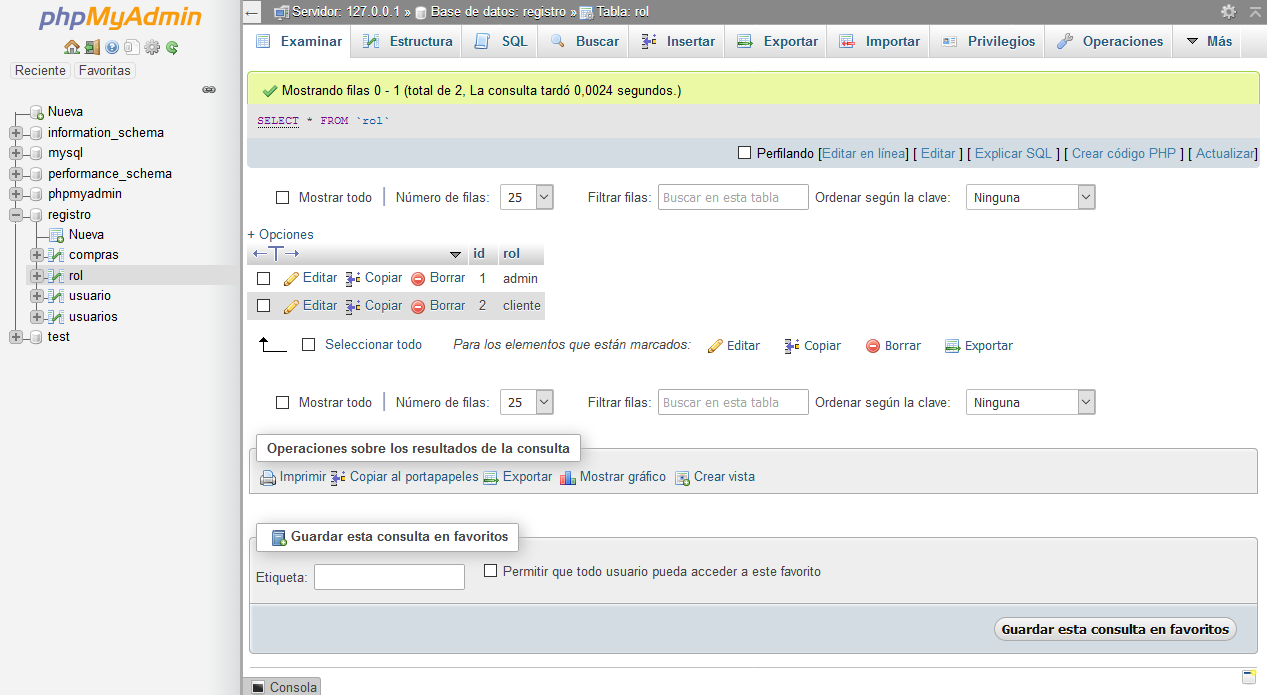 phpMyAdmin
Reciente Favoritas
Nueva
information_schema
mysql
performance_schema
phpmyadmin
registro
Nueva
compras
rol
usuario
usuarios
test
Servidor: 127.0.0.1 » Base de datos: registro » Tabla: rol
Examinar Estructura SQL Buscar Insertar Exportar Importar Privilegios Operaciones Más
Mostrando filas 0 - 1 (total de 2, La consulta tardó 0,0024 segundos.)
SELECT * FROM `rol`
Perfilando [Editar en línea] [ Editar ] [ Explicar SQL ] [ Crear código PHP ] [ Actualizar]
Mostrar todo Número de filas: 25 Filtrar filas: Buscar en esta tabla Ordenar según la clave: Ninguna
+ Opciones
id rol
Editar Copiar Borrar 1 admin
Editar Copiar Borrar 2 cliente
Seleccionar todo Para los elementos que están marcados: Editar Copiar Borrar Exportar
Mostrar todo Número de filas: 25 Filtrar filas: Buscar en esta tabla Ordenar según la clave: Ninguna
Operaciones sobre los resultados de la consulta
Imprimir Copiar al portapapeles Exportar Mostrar gráfico Crear vista
Guardar esta consulta en favoritos
Etiqueta: Permitir que todo usuario pueda acceder a este favorito
Guardar esta consulta en favoritos
Consola